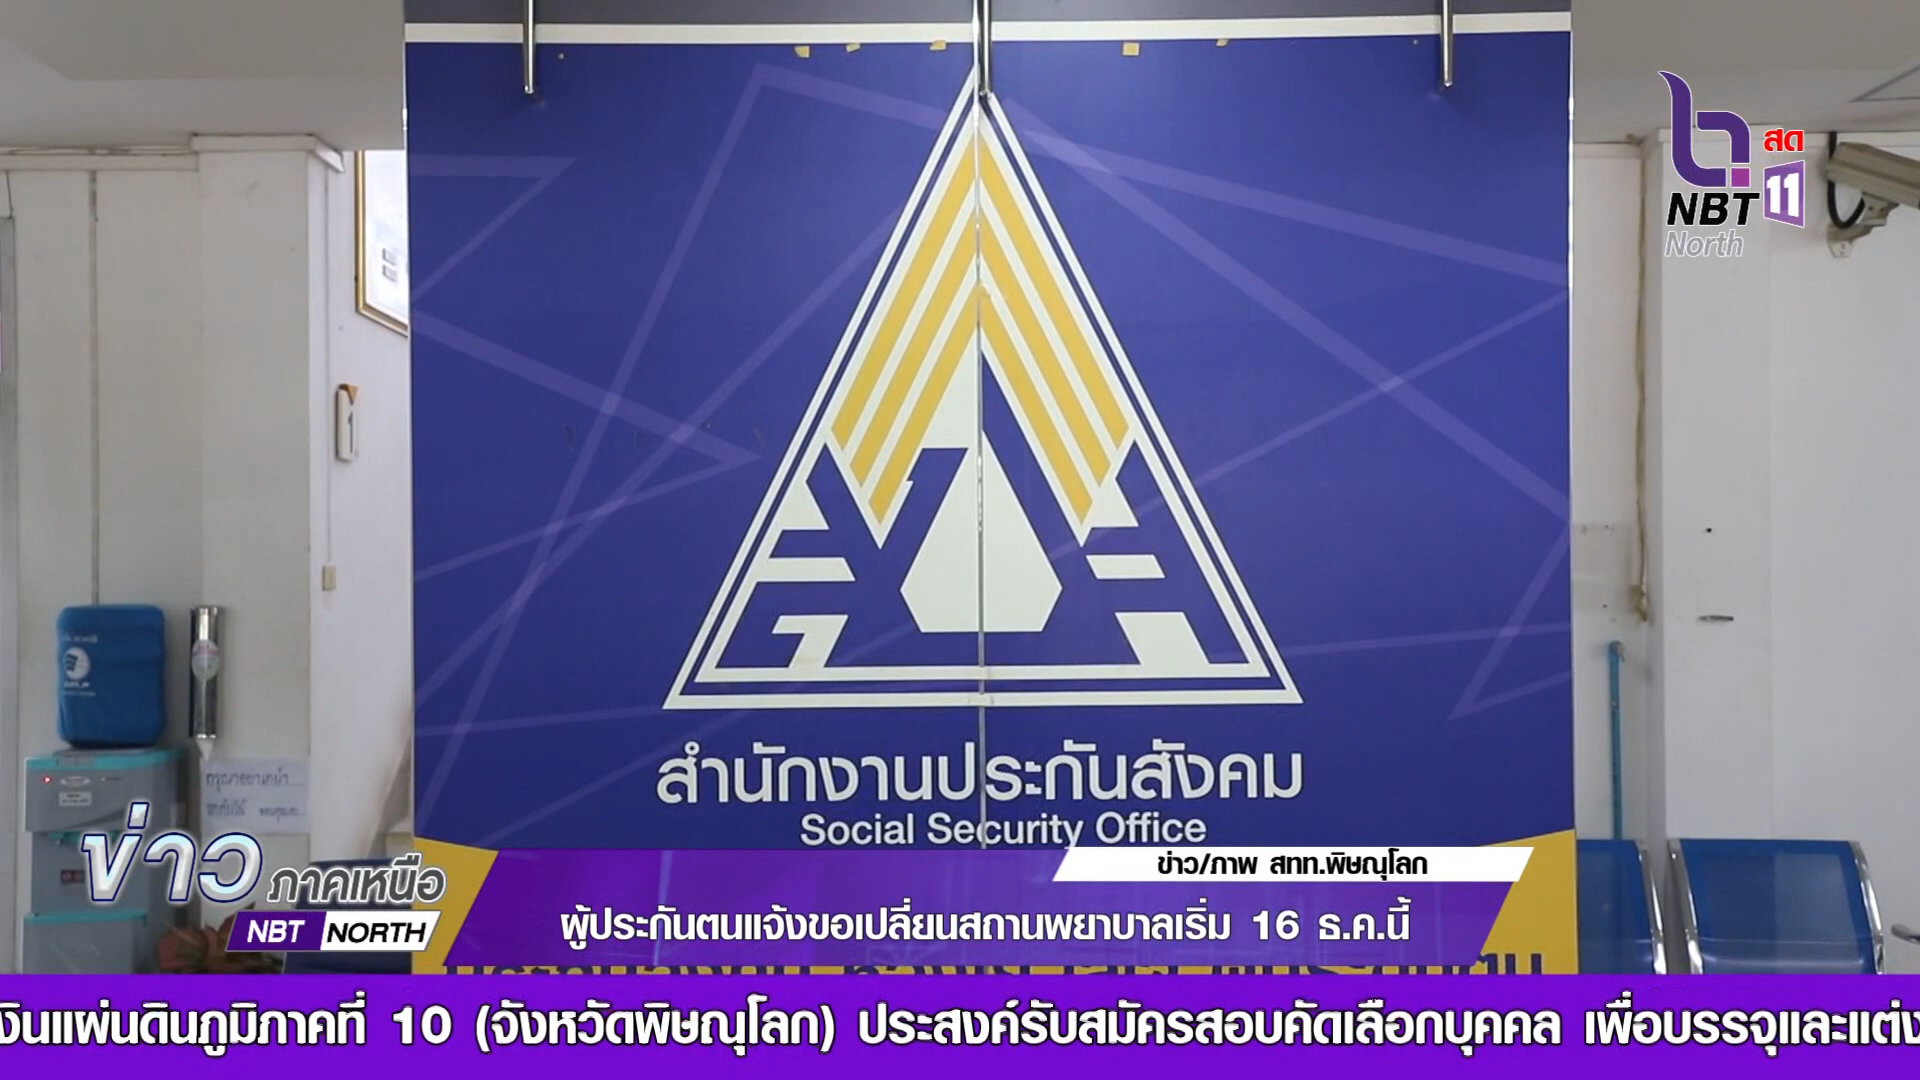 สด
NBT 11
North
สำนักงานประกันสังคม
Social Security Office
ข่าวภาคเหนือ
NBT NORTH
ข่าว/ภาพ สทท.พิษณุโลก
ผู้ประกันตนแจ้งขอเปลี่ยนสถานพยาบาลเริ่ม 16 ธ.ค.นี้
งินแผ่นดินภูมิภาคที่ 10 (จังหวัดพิษณุโลก) ประสงค์รับสมัครสอบคัดเลือกบุคคล เพื่อบรรจุและแต่ง